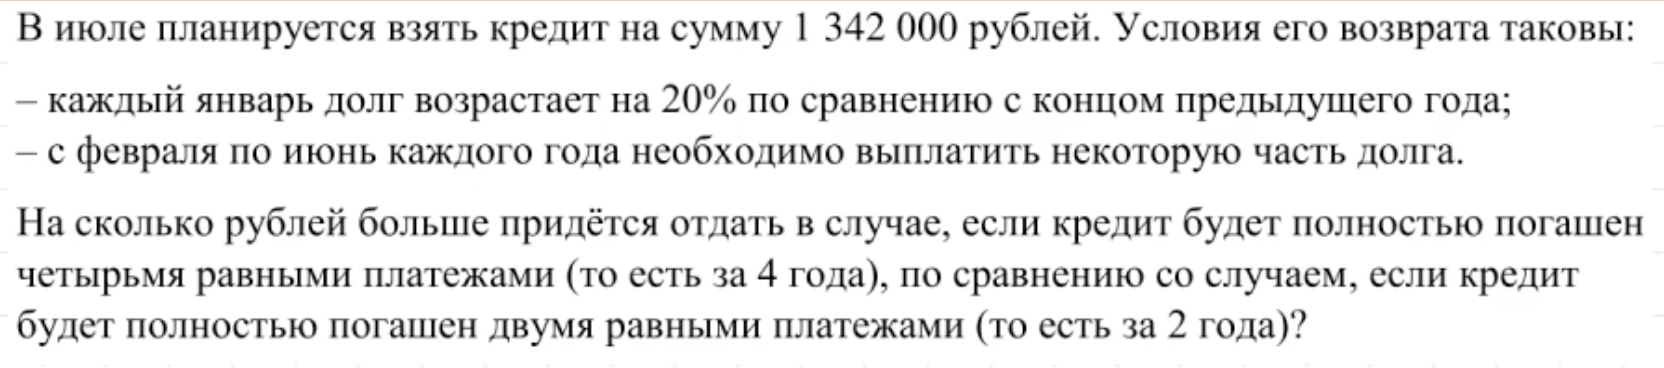 В июле планируется взять кредит на сумму 1 342 000 рублей. Условия его возврата таковы:
– каждый январь долг возрастает на 20% по сравнению с концом предыдущего года;
– с февраля по июнь каждого года необходимо выплатить некоторую часть долга.
На сколько рублей больше придётся отдать в случае, если кредит будет полностью погашен
четырьмя равными платежами (то есть за 4 года), по сравнению со случаем, если кредит
будет полностью погашен двумя равными платежами (то есть за 2 года)?